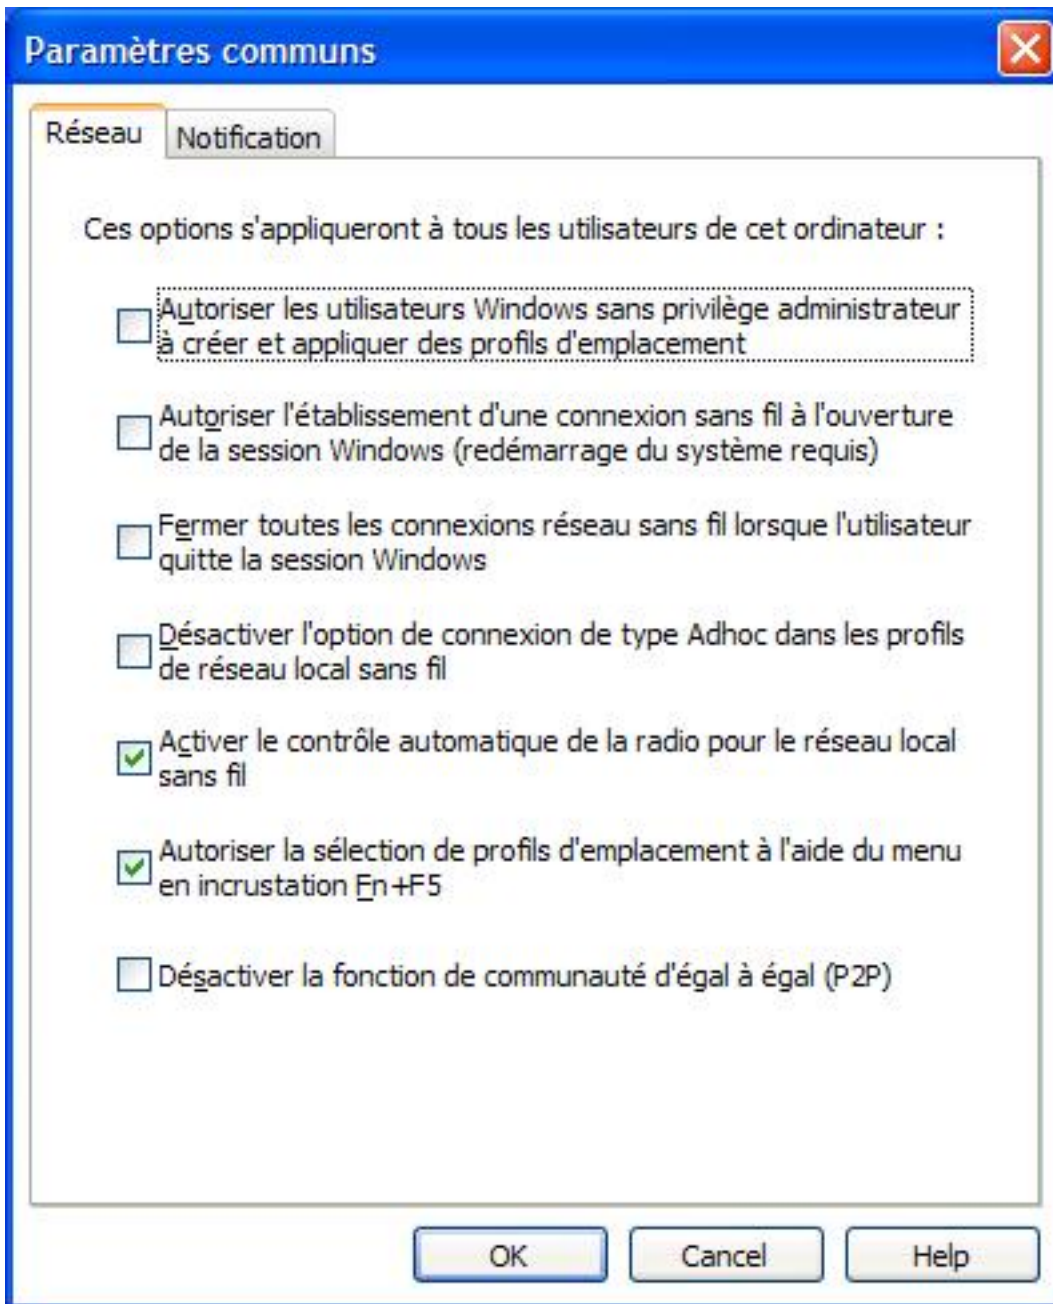 Paramètres communs
Réseau
Notification
Ces options s'appliqueront à tous les utilisateurs de cet ordinateur :
Autoriser les utilisateurs Windows sans privilège administrateur
à créer et appliquer des profils d'emplacement
Autoriser l'établissement d'une connexion sans fil à l'ouverture
de la session Windows (redémarrage du système requis)
Fermer toutes les connexions réseau sans fil lorsque l'utilisateur
quitte la session Windows
Désactiver l'option de connexion de type Adhoc dans les profils
de réseau local sans fil
Activer le contrôle automatique de la radio pour le réseau local
sans fil
Autoriser la sélection de profils d'emplacement à l'aide du menu
en incrustation Fn+F5
Désactiver la fonction de communauté d'égal à égal (P2P)
OK
Cancel
Help